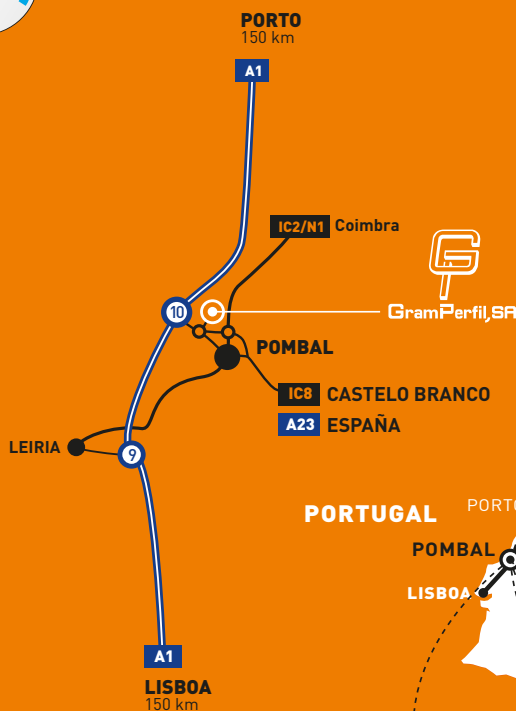 PORTO
150 km
A1
IC2/N1 Coimbra
G
10
GramPerfil,SA
POMBAL
IC8 CASTELO BRANCO
A23 ESPAÑA
LEIRIA
9
PORTUGAL
PORTO
POMBAL
LISBOA
A1
LISBOA
150 km